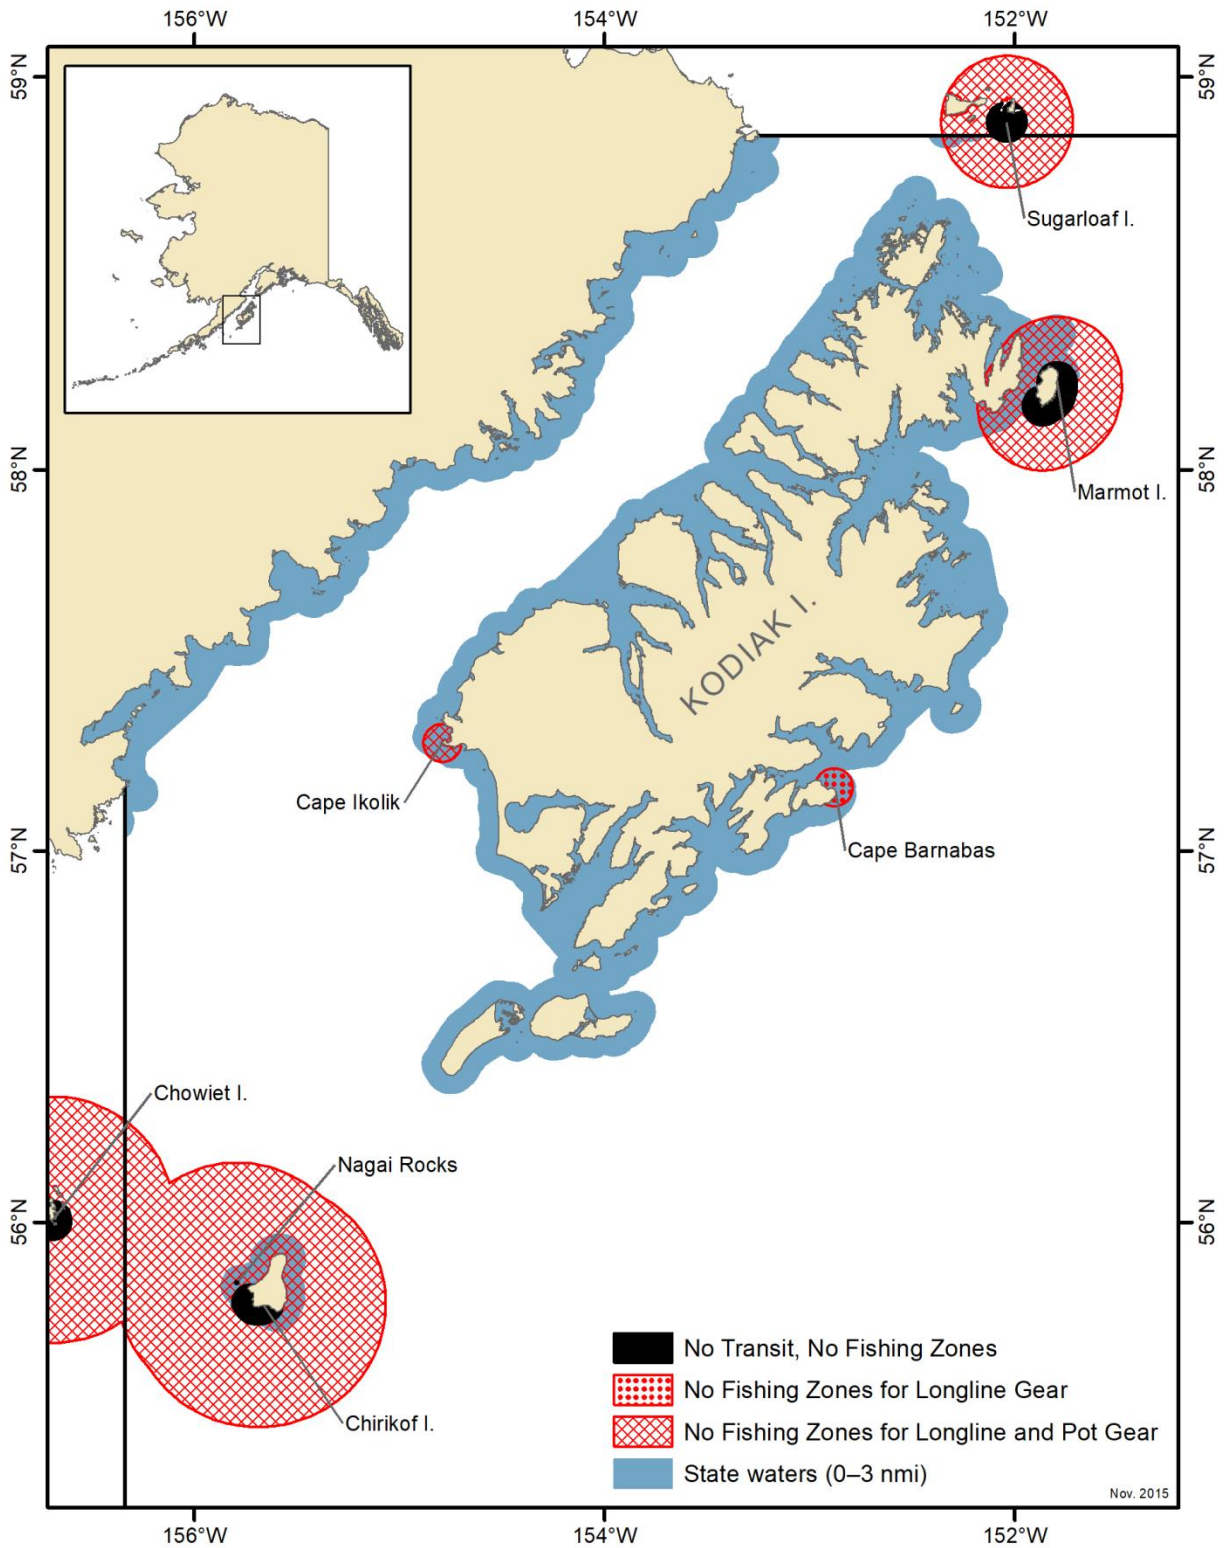 156°W
154°W
152°W
59°N
59°N
Sugarloaf I.
58°N
58°N
Marmot I.
KODIAK I.
Cape Ikolik
57°N
57°N
Cape Barnabas
Chowiet I.
Nagai Rocks
56°N
56°N
Chirikof I.
No Transit, No Fishing Zones
No Fishing Zones for Longline Gear
No Fishing Zones for Longline and Pot Gear
State waters (0–3 nmi)
Nov. 2015
156°W
154°W
152°W